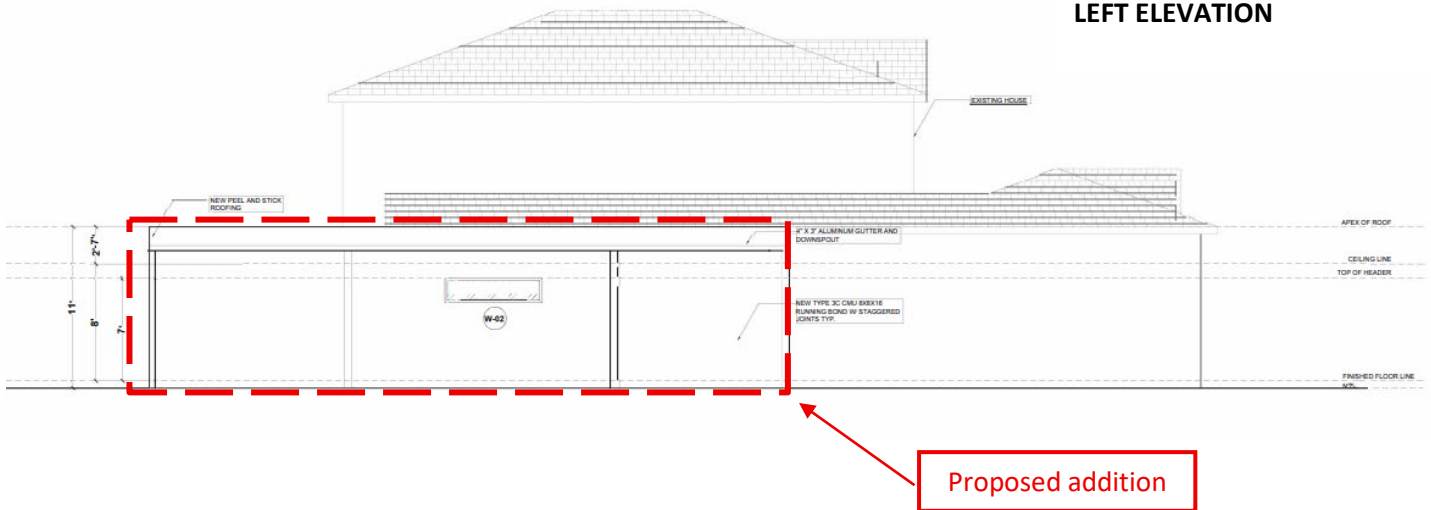 LEFT ELEVATION
EXISTING HOUSE
NEW PEEL AND STICK
ROOFING
APEX OF ROOF
4" X 3" ALUMINUM GUTTER AND
DOWNSPOUT
2'-7"
CEILING LINE
TOP OF HEADER
11'
8'
7'
W-02
NEW TYPE 3C CMU 8X8X16
RUNNING BOND W/ STAGGERED
JOINTS TYP.
FINISHED FLOOR LINE
Proposed addition